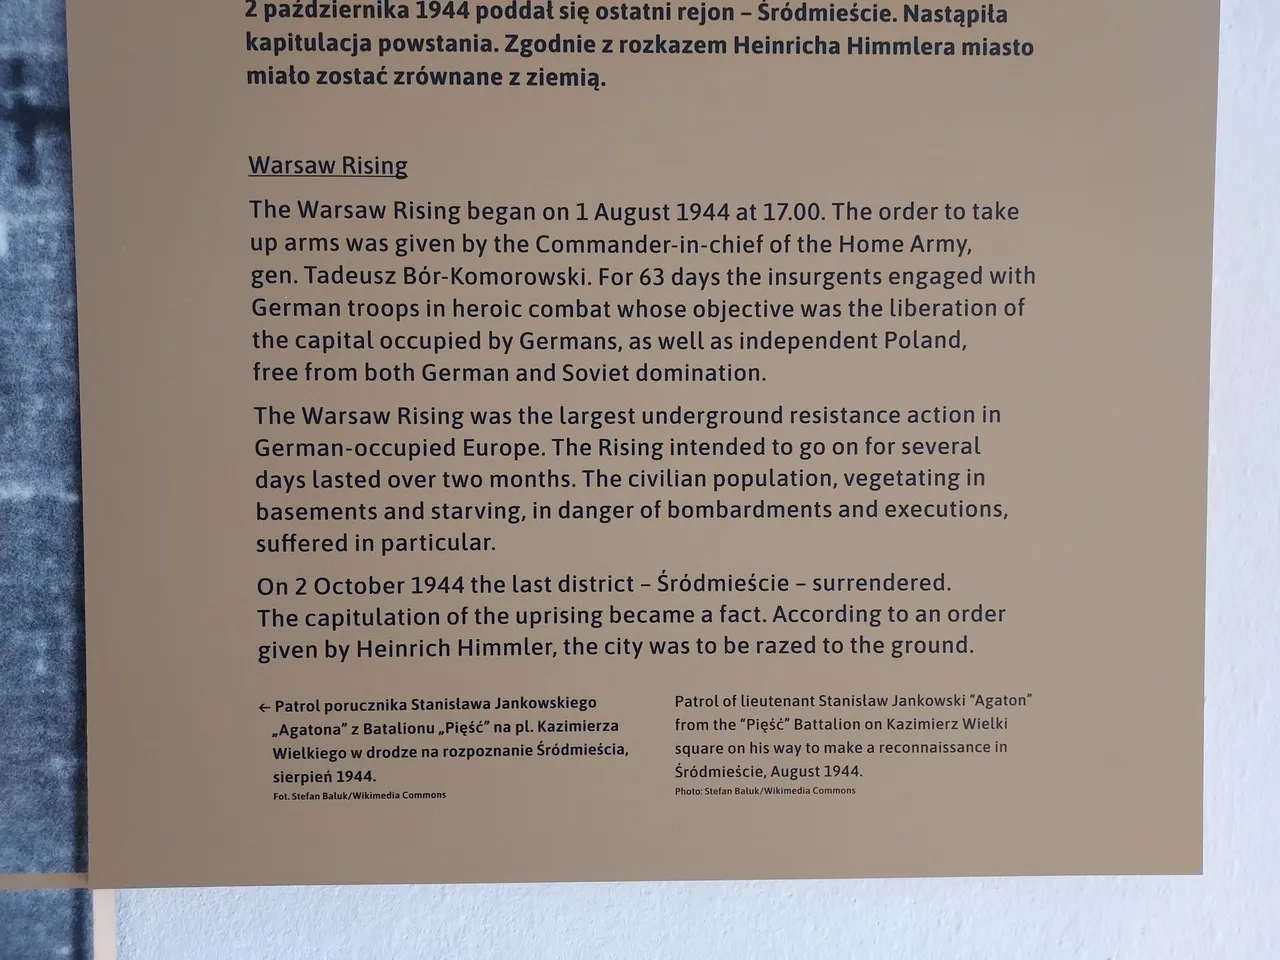 2 października 1944 poddał się ostatni rejon – Śródmieście. Nastąpiła
kapitulacja powstania. Zgodnie z rozkazem Heinricha Himmlera miasto
miało zostać zrównane z ziemią.
Warsaw Rising
The Warsaw Rising began on 1 August 1944 at 17.00. The order to take
up arms was given by the Commander-in-chief of the Home Army,
gen. Tadeusz Bór-Komorowski. For 63 days the insurgents engaged with
German troops in heroic combat whose objective was the liberation of
the capital occupied by Germans, as well as independent Poland,
free from both German and Soviet domination.
The Warsaw Rising was the largest underground resistance action in
German-occupied Europe. The Rising intended to go on for several
days lasted over two months. The civilian population, vegetating in
basements and starving, in danger of bombardments and executions,
suffered in particular.
On 2 October 1944 the last district – Śródmieście – surrendered.
The capitulation of the uprising became a fact. According to an order
given by Heinrich Himmler, the city was to be razed to the ground.
← Patrol porucznika Stanisława Jankowskiego
„Agatona” z Batalionu „Pięść” na pl. Kazimierza
Wielkiego w drodze na rozpoznanie Śródmieścia,
sierpień 1944.
Fot. Stefan Bałuk/Wikimedia Commons
Patrol of lieutenant Stanisław Jankowski “Agaton”
from the “Pięść” Battalion on Kazimierz Wielki
square on his way to make a reconnaissance in
Śródmieście, August 1944.
Photo: Stefan Bałuk/Wikimedia Commons